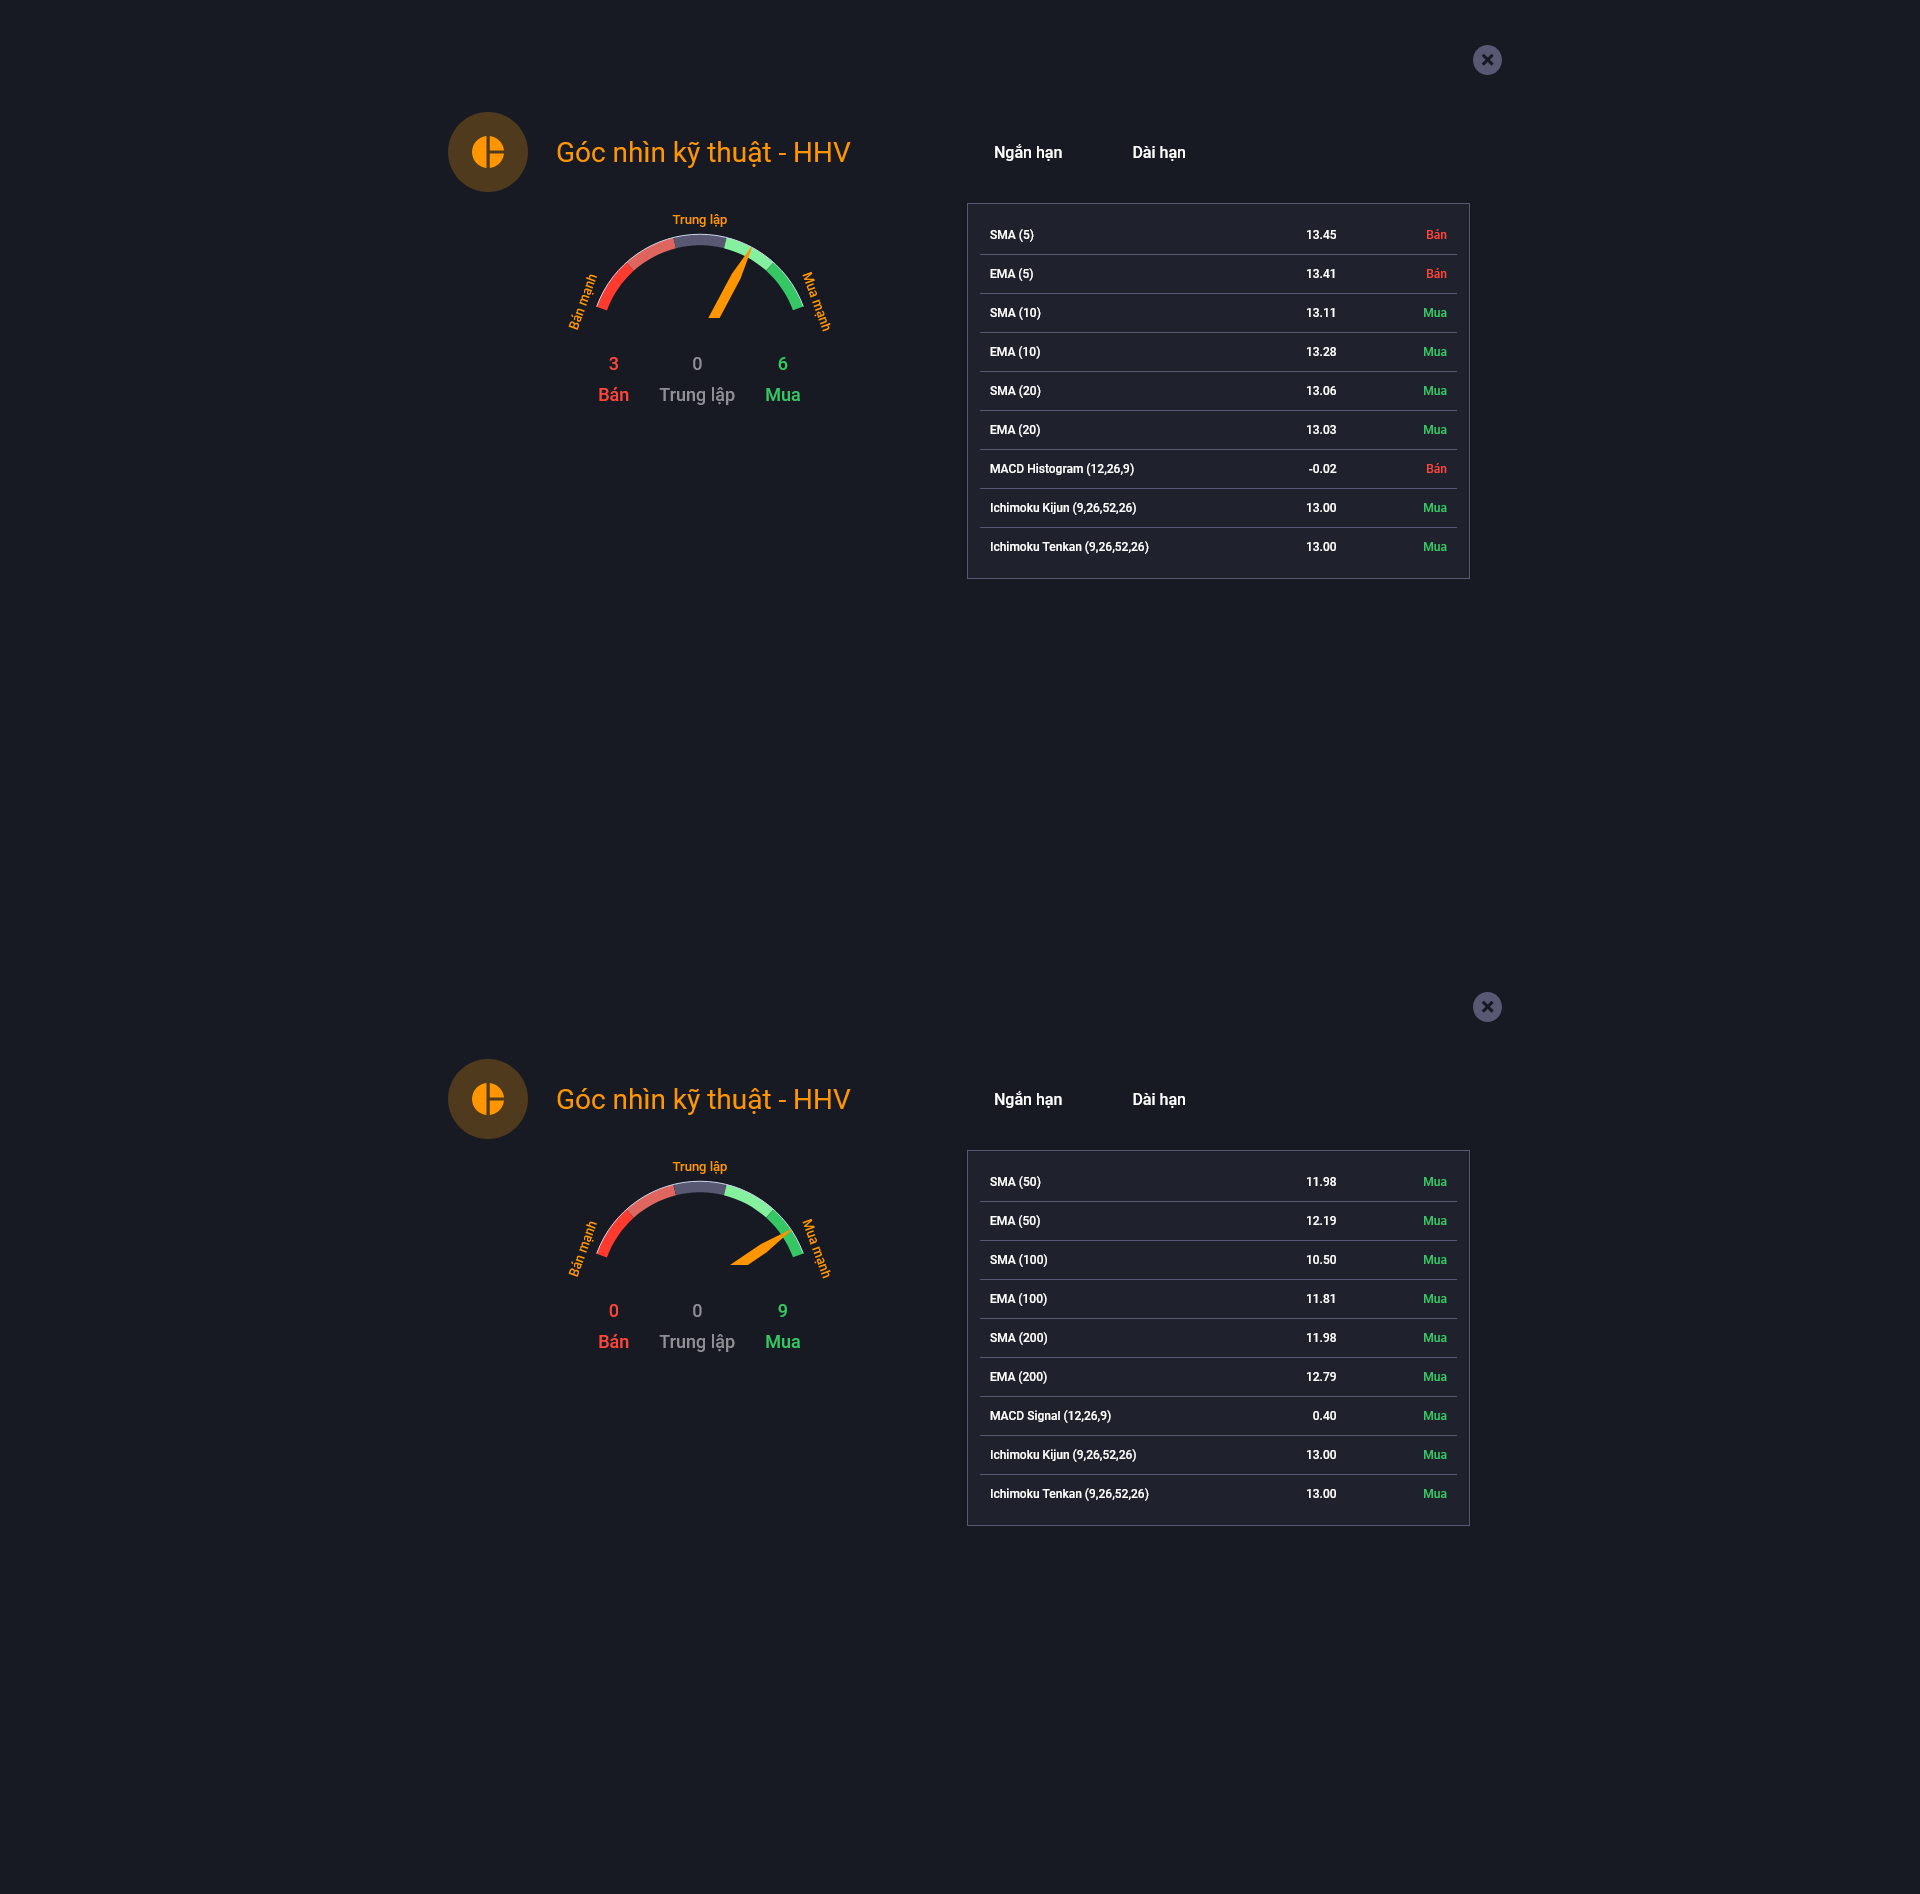 Góc nhìn kỹ thuật - HHV
Ngắn hạn Dài hạn
Trung lập
Bán mạnh
Mua mạnh
3 0 6
Bán Trung lập Mua
SMA (5) 13.45 Bán
EMA (5) 13.41 Bán
SMA (10) 13.11 Mua
EMA (10) 13.28 Mua
SMA (20) 13.06 Mua
EMA (20) 13.03 Mua
MACD Histogram (12,26,9) -0.02 Bán
Ichimoku Kijun (9,26,52,26) 13.00 Mua
Ichimoku Tenkan (9,26,52,26) 13.00 Mua
Góc nhìn kỹ thuật - HHV
Ngắn hạn Dài hạn
Trung lập
Bán mạnh
Mua mạnh
0 0 9
Bán Trung lập Mua
SMA (50) 11.98 Mua
EMA (50) 12.19 Mua
SMA (100) 10.50 Mua
EMA (100) 11.81 Mua
SMA (200) 11.98 Mua
EMA (200) 12.79 Mua
MACD Signal (12,26,9) 0.40 Mua
Ichimoku Kijun (9,26,52,26) 13.00 Mua
Ichimoku Tenkan (9,26,52,26) 13.00 Mua